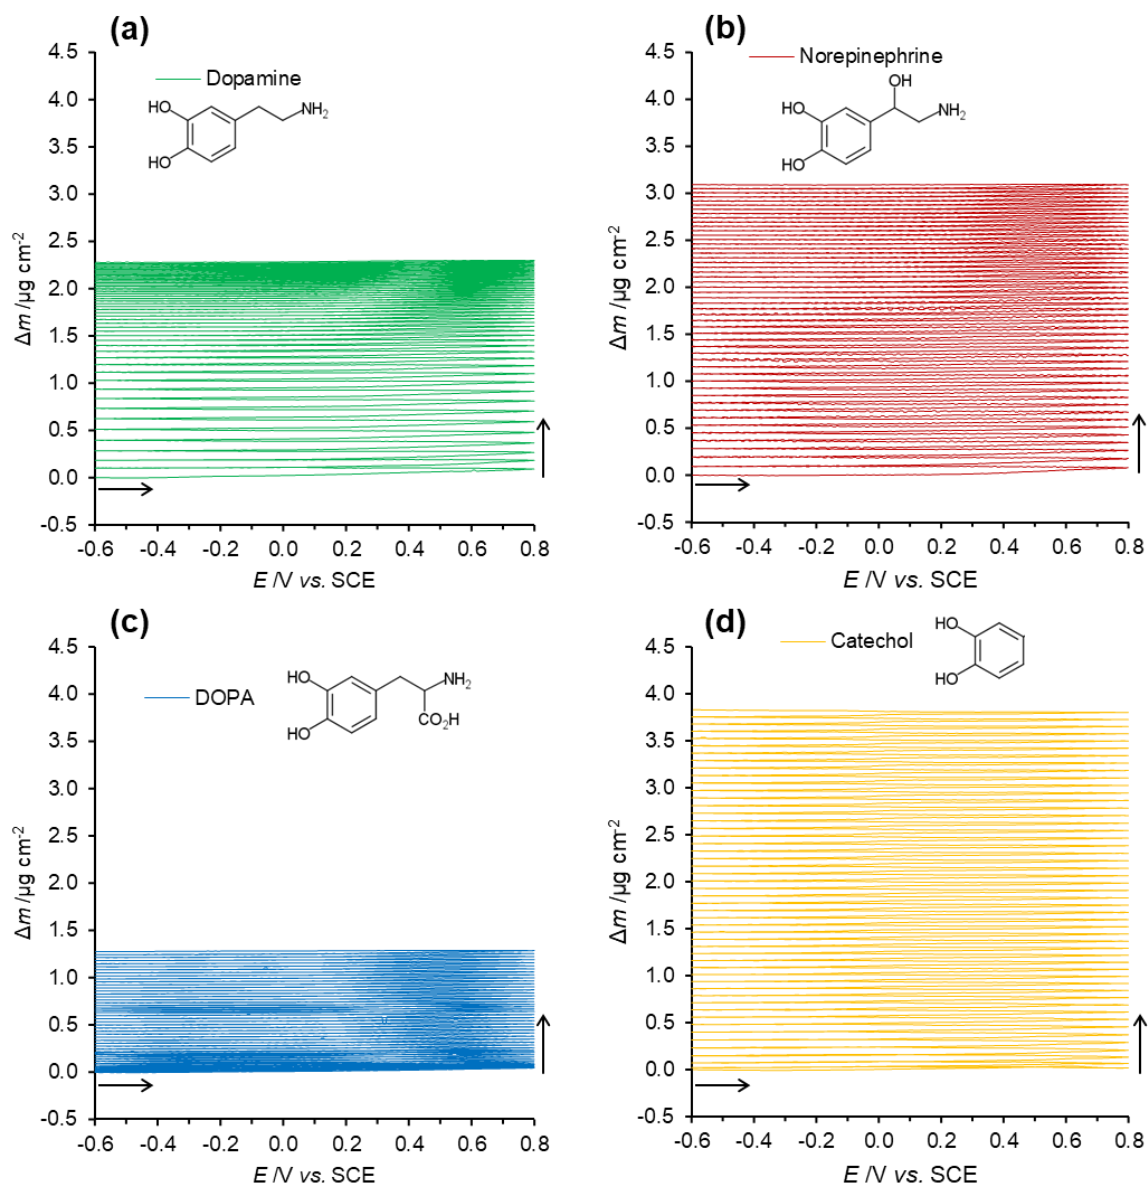 (a)
4.5
4.0
3.5
3.0
2.5
2.0
1.5
1.0
0.5
0.0
-0.5
Δm /µg cm-2
Dopamine
HO
HO
NH2
-0.6 -0.4 -0.2 0.0 0.2 0.4 0.6 0.8
E /V vs. SCE
(b)
4.5
4.0
3.5
3.0
2.5
2.0
1.5
1.0
0.5
0.0
-0.5
Δm /µg cm-2
Norepinephrine
OH
HO
HO
NH2
-0.6 -0.4 -0.2 0.0 0.2 0.4 0.6 0.8
E /V vs. SCE
(c)
4.5
4.0
3.5
3.0
2.5
2.0
1.5
1.0
0.5
0.0
-0.5
Δm /µg cm-2
DOPA
HO
HO
NH2
CO2H
-0.6 -0.4 -0.2 0.0 0.2 0.4 0.6 0.8
E /V vs. SCE
(d)
4.5
4.0
3.5
3.0
2.5
2.0
1.5
1.0
0.5
0.0
-0.5
Δm /µg cm-2
Catechol
HO
HO
-0.6 -0.4 -0.2 0.0 0.2 0.4 0.6 0.8
E /V vs. SCE